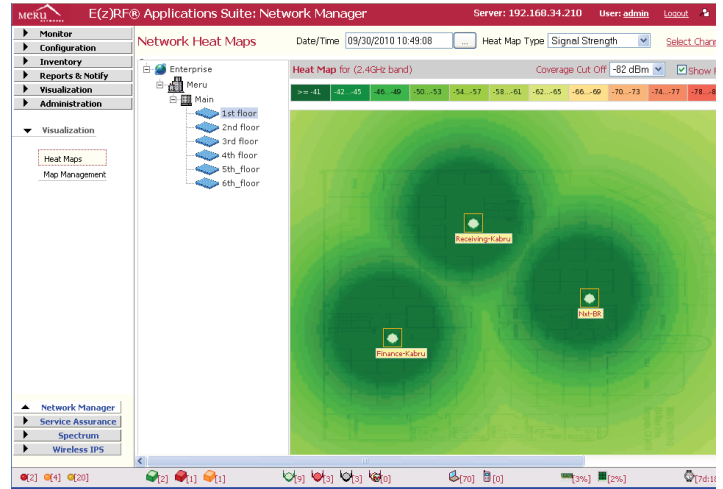 MERU E(z)RF® Applications Suite: Network Manager Server: 192.168.34.210 User: admin Logout
Monitor
Configuration
Inventory
Reports & Notify
Visualization
Administration
Visualization
Heat Maps
Map Management
Network Manager
Service Assurance
Spectrum
Wireless IPS
Network Heat Maps Date/Time 09/30/2010 10:49:08 ... Heat Map Type Signal Strength Select Chann
Enterprise
Meru
Main
1st floor
2nd floor
3rd floor
4th floor
5th_floor
6th_floor
Heat Map for (2.4GHz band) Coverage Cut Off -82 dBm Show
>= -41 -42...-45 -46...-49 -50...-53 -54...-57 -58...-61 -62...-65 -66...-69 -70...-73 -74...-77 -78...-8
Receiving-Kabru
Nxt-BR
Finance-Kabru
[2] [4] [20] [2] [1] [1] [9] [3] [3] [0] [70] [0] [3%] [2%] [7d:18